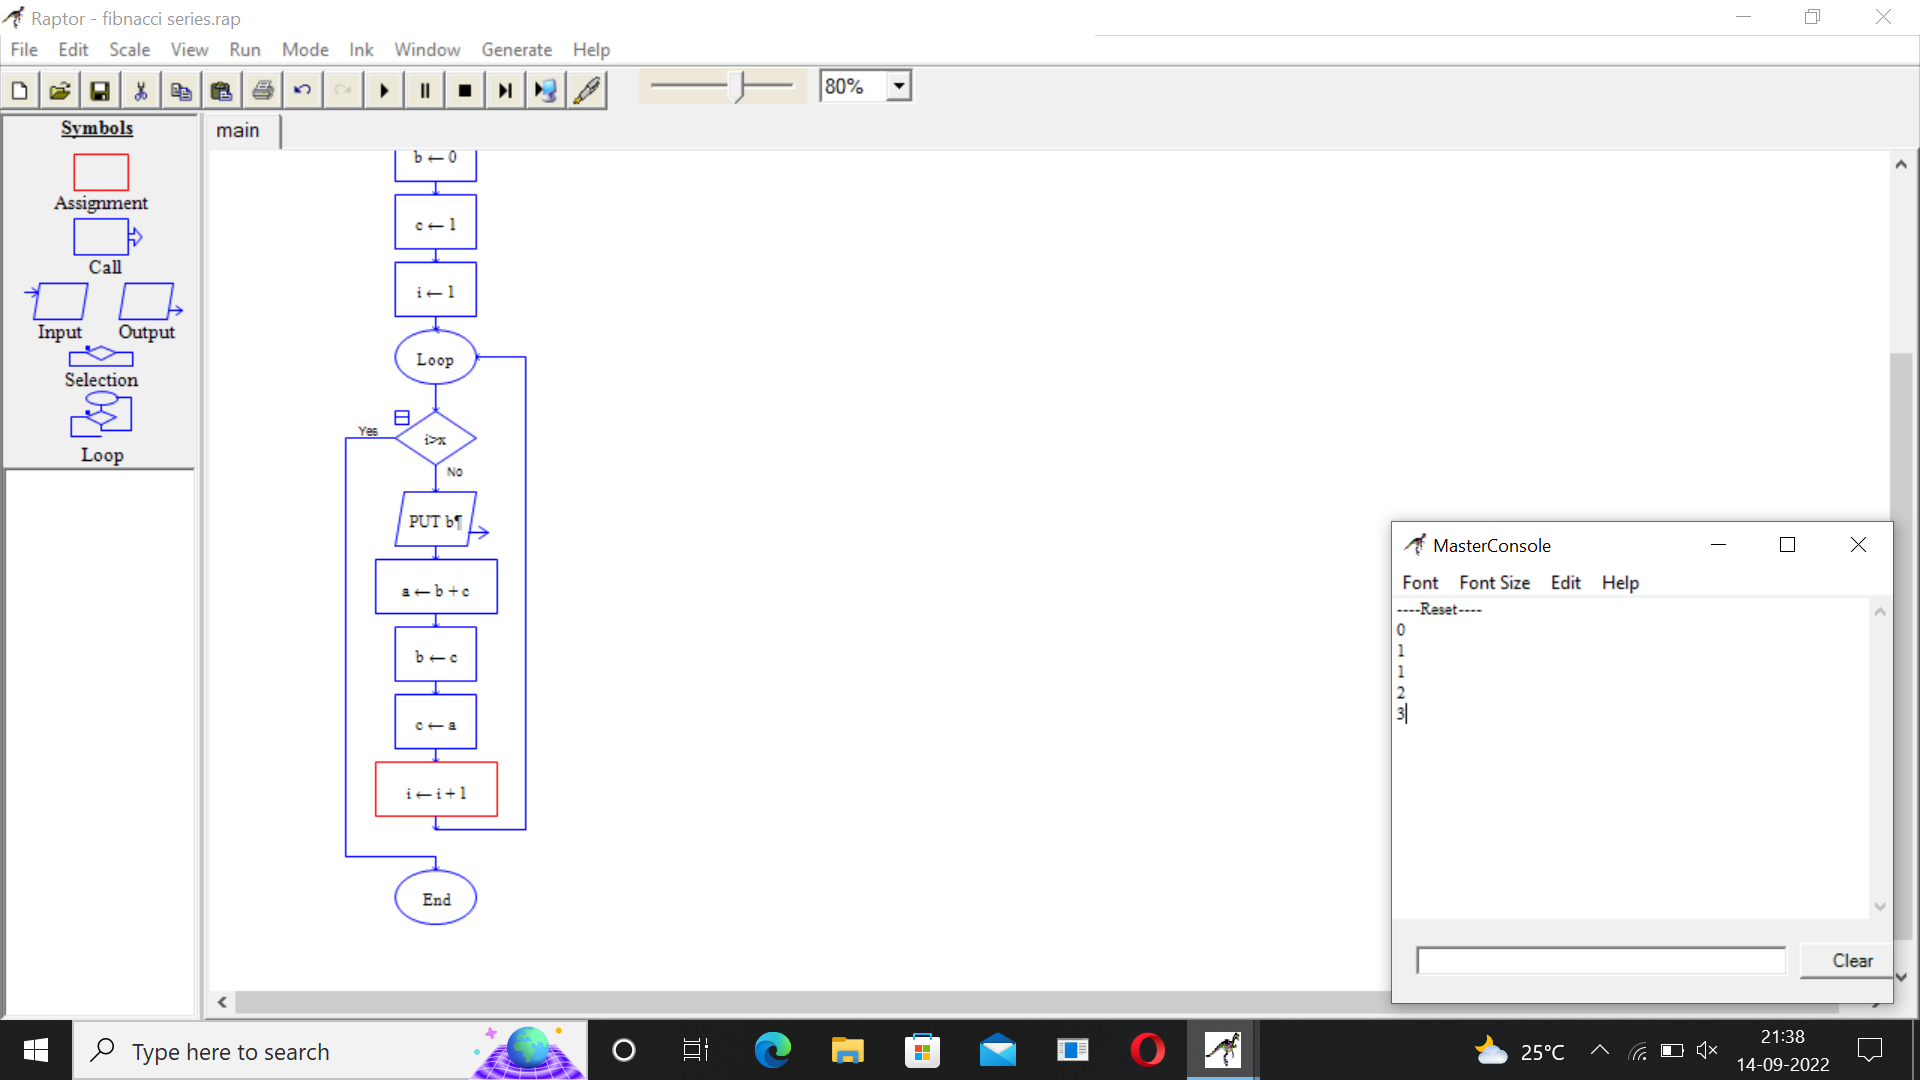 Raptor - fibnacci series.rap
File Edit Scale View Run Mode Ink Window Generate Help
80%
Symbols
Assignment
Call
Input Output
Selection
Loop
main
b ← 0
c ← 1
i ← 1
Loop
Yes
i>x
No
PUT b¶
a ← b + c
b ← c
c ← a
i ← i + 1
End
MasterConsole
Font Font Size Edit Help
----Reset----
0
1
1
2
3
Clear
Type here to search
25°C
21:38
14-09-2022